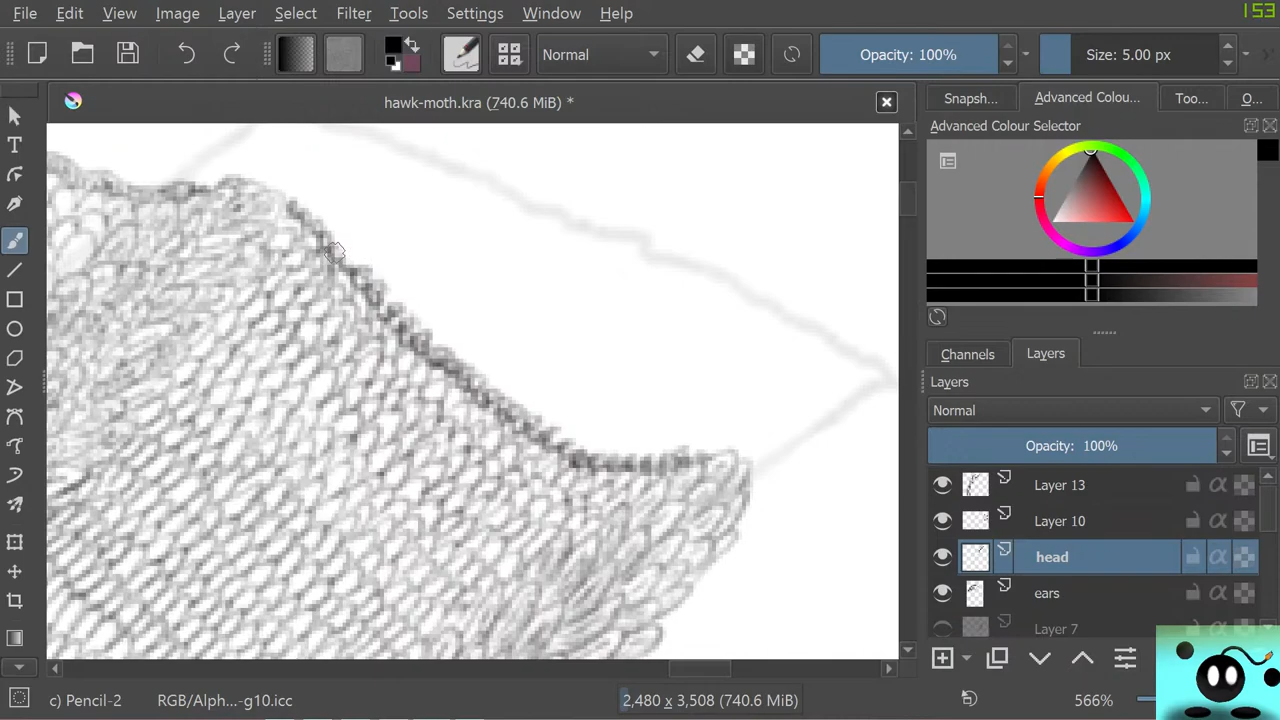 File Edit View Image Layer Select Filter Tools Settings Window Help
153
Normal
Opacity: 100%
Size: 5.00 px
hawk-moth.kra (740.6 MiB) *
Snapsh...
Advanced Colou...
Too...
O...
Advanced Colour Selector
Channels
Layers
Layers
Normal
Opacity: 100%
Layer 13
Layer 10
head
ears
Layer 7
c) Pencil-2
RGB/Alph...-g10.icc
2,480 x 3,508 (740.6 MiB)
566%